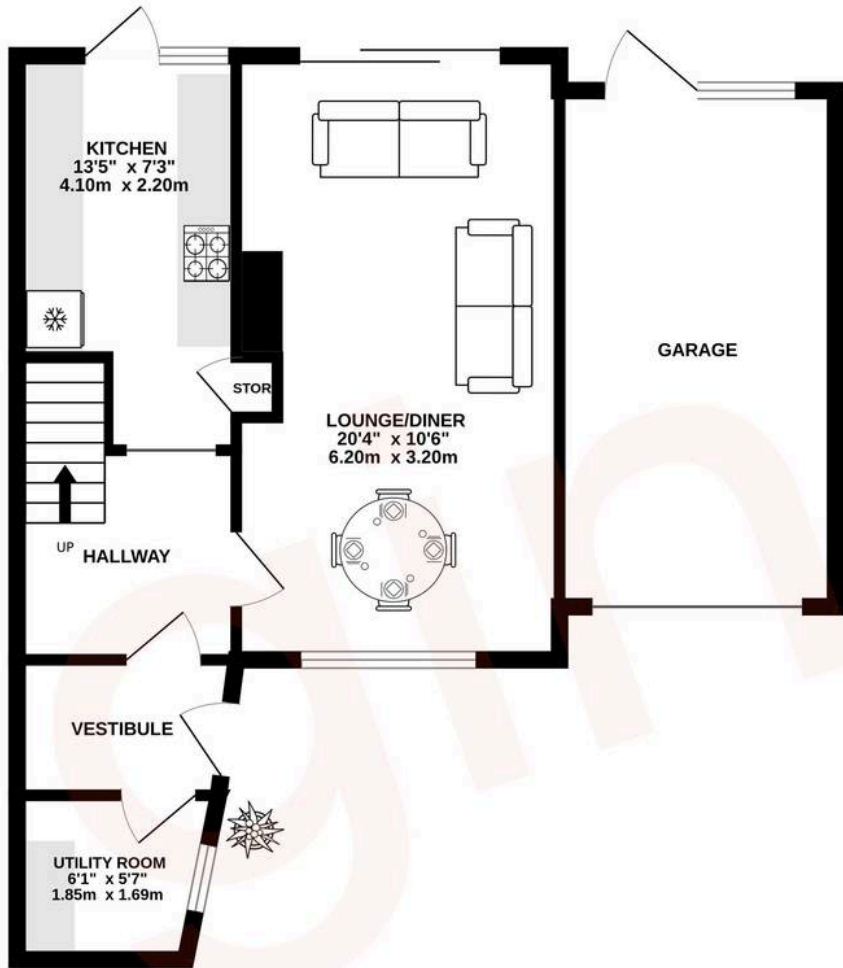 KITCHEN
13'5" x 7'3"
4.10m x 2.20m
STOR
GARAGE
LOUNGE/DINER
20'4" x 10'6"
6.20m x 3.20m
UP
HALLWAY
VESTIBULE
UTILITY ROOM
6'1" x 5'7"
1.85m x 1.69m
gin